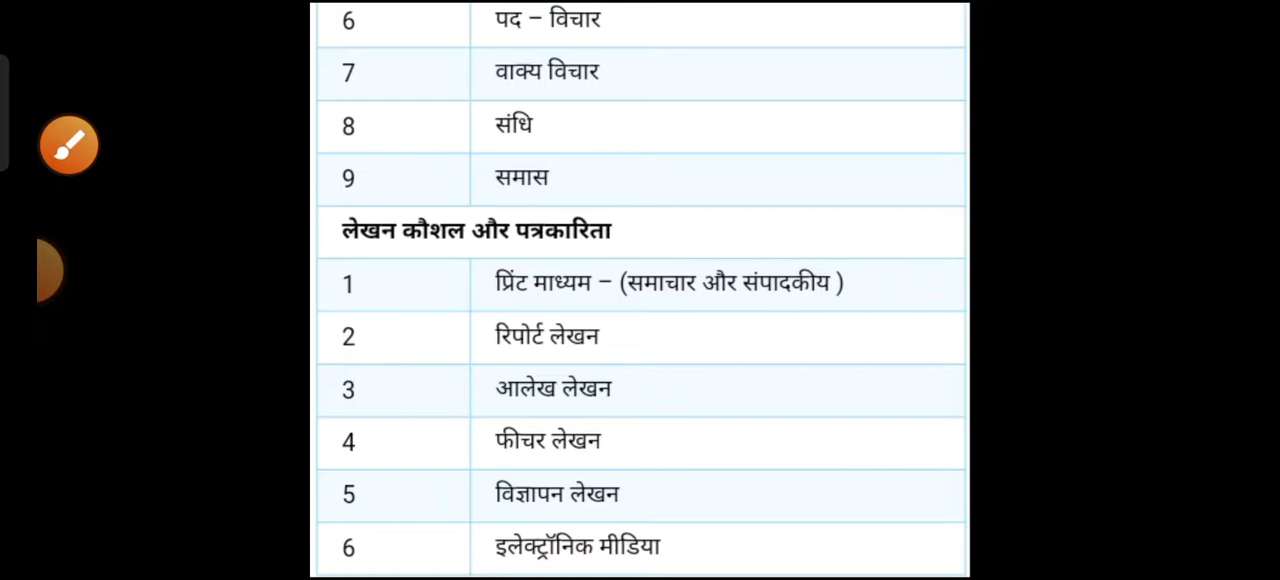 6 पद – विचार
7 वाक्य विचार
8 संधि
9 समास
लेखन कौशल और पत्रकारिता
1 प्रिंट माध्यम – (समाचार और संपादकीय )
2 रिपोर्ट लेखन
3 आलेख लेखन
4 फीचर लेखन
5 विज्ञापन लेखन
6 इलेक्ट्रॉनिक मीडिया